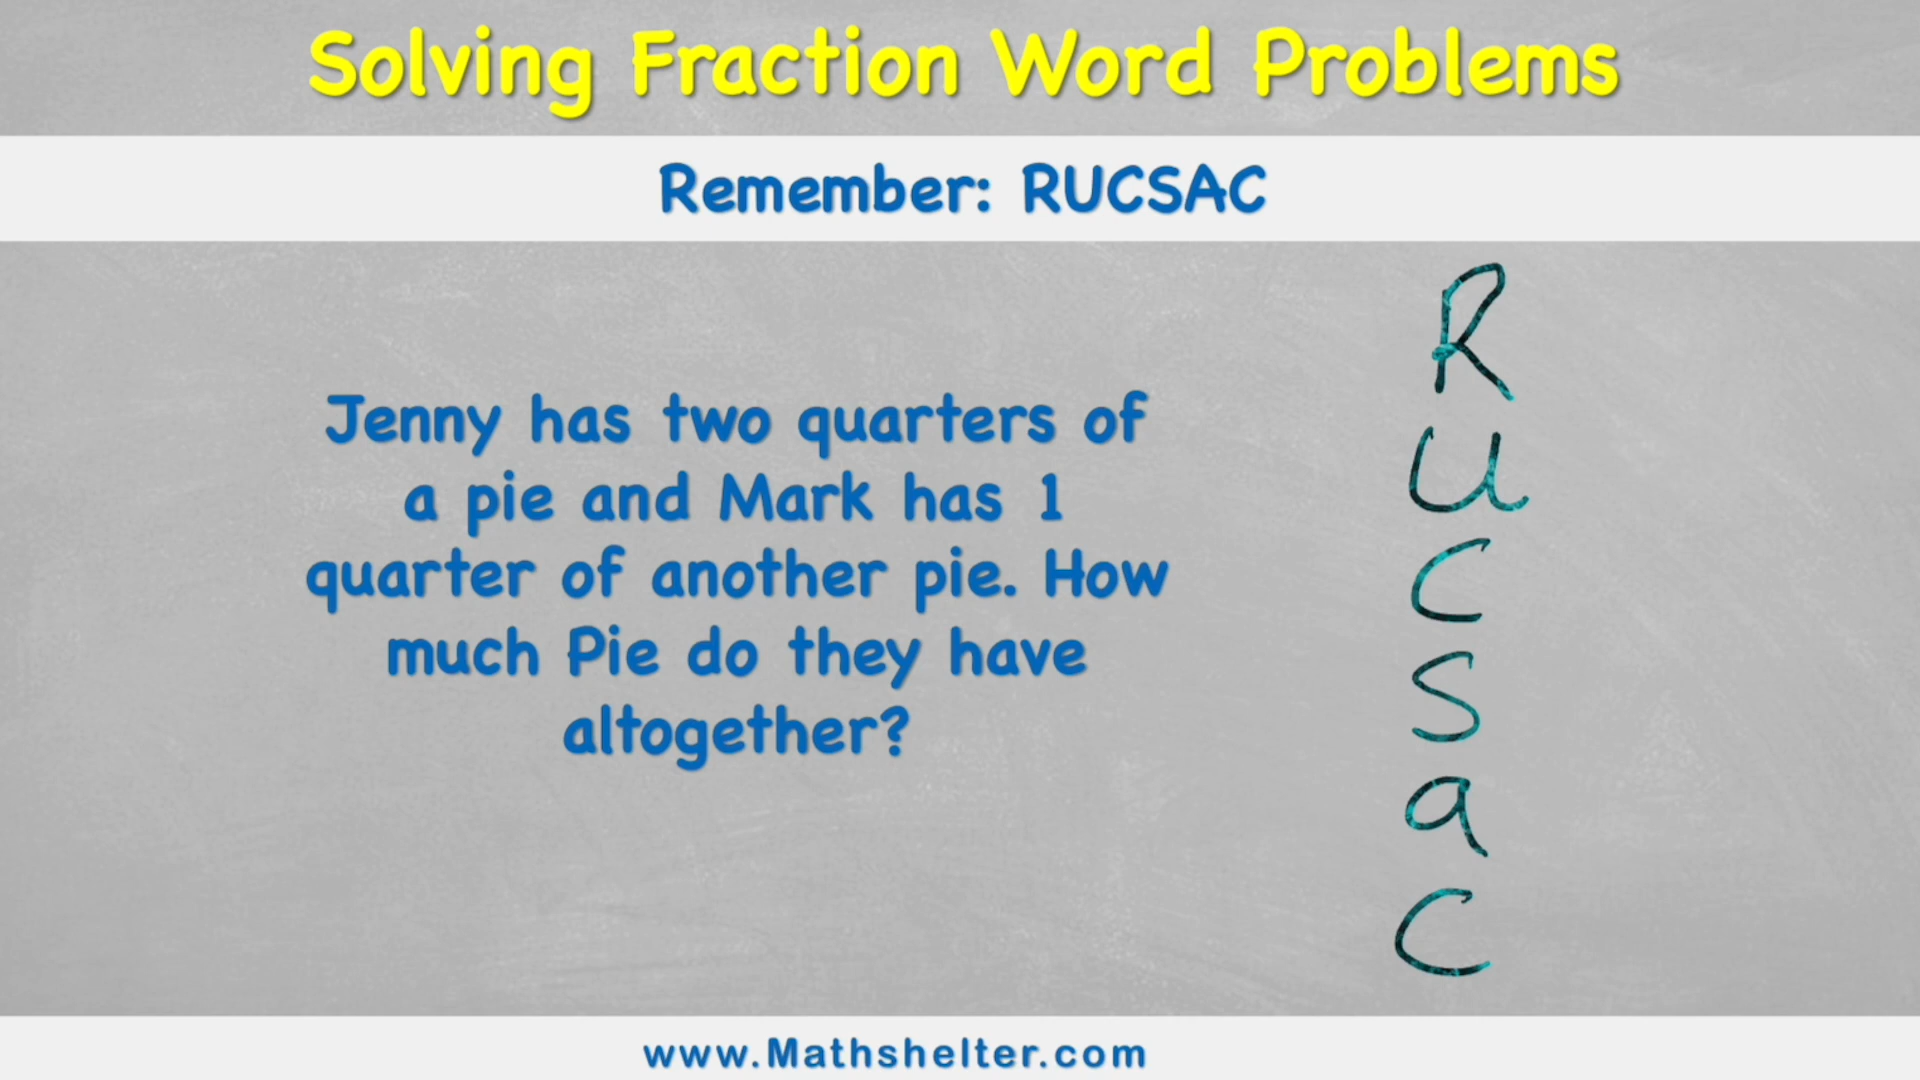 Solving Fraction Word Problems
Remember: RUCSAC
Jenny has two quarters of
a pie and Mark has 1
quarter of another pie. How
much Pie do they have
altogether?
R
U
C
S
a
C
www.Mathshelter.com